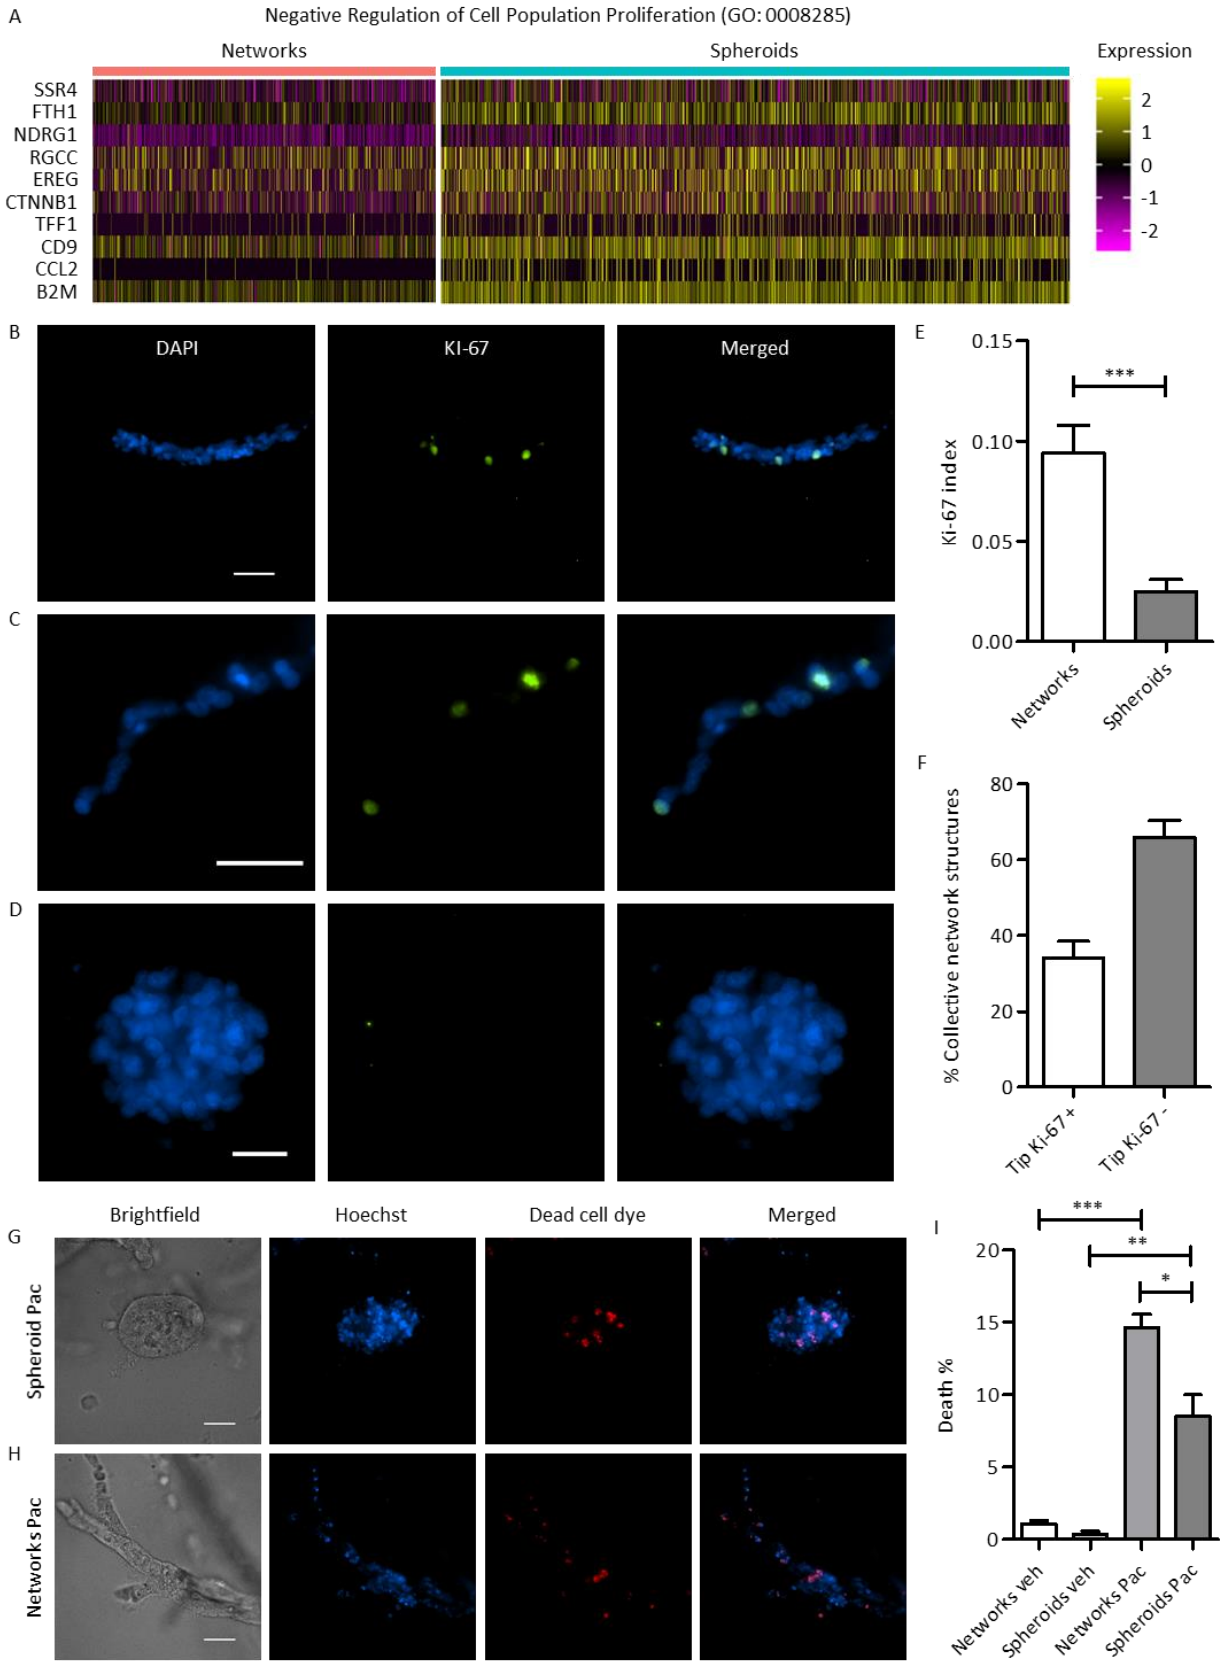 A
Negative Regulation of Cell Population Proliferation (GO: 0008285)
Networks
Spheroids
Expression
SSR4
FTH1
NDRG1
RGCC
EREG
CTNNB1
TFF1
CD9
CCL2
B2M
2
1
0
-1
-2
B
DAPI
KI-67
Merged
C
D
E
0.15
0.10
0.05
0.00
Ki-67 index
***
Networks
Spheroids
F
80
60
40
20
0
% Collective network structures
Tip Ki-67 +
Tip Ki-67 -
Brightfield
Hoechst
Dead cell dye
Merged
G
Spheroid Pac
H
Networks Pac
I
***
**
*
20
15
10
5
0
Death %
Networks veh
Spheroids veh
Networks Pac
Spheroids Pac